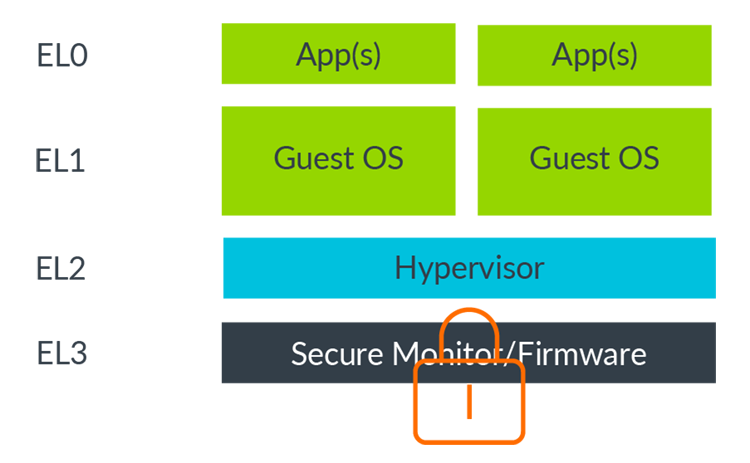 EL0 App(s) App(s)
EL1 Guest OS Guest OS
EL2 Hypervisor
EL3 Secure Monitor/Firmware